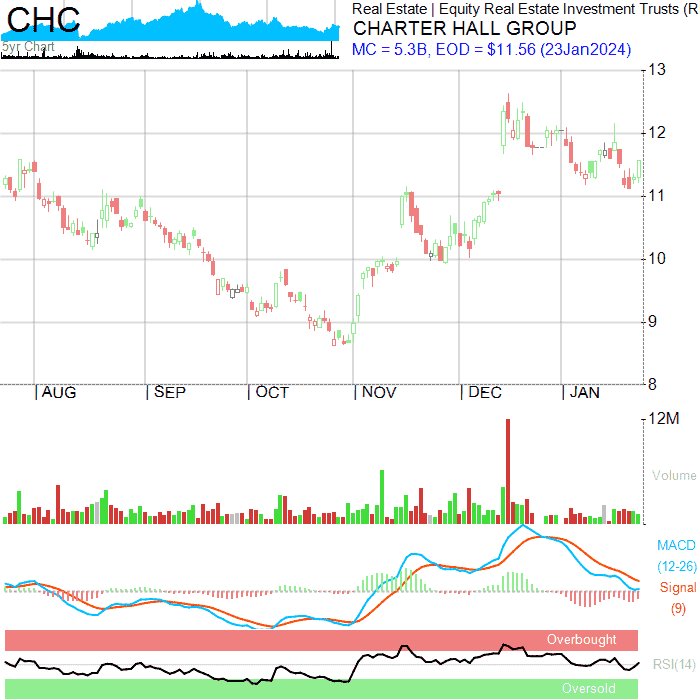 CHC
5yr Chart
Real Estate | Equity Real Estate Investment Trusts (R
CHARTER HALL GROUP
MC = 5.3B, EOD = $11.56 (23Jan2024)
13
12
11
10
9
8
AUG
SEP
OCT
NOV
DEC
JAN
12M
Volume
MACD
(12-26)
Signal
(9)
Overbought
RSI(14)
Oversold